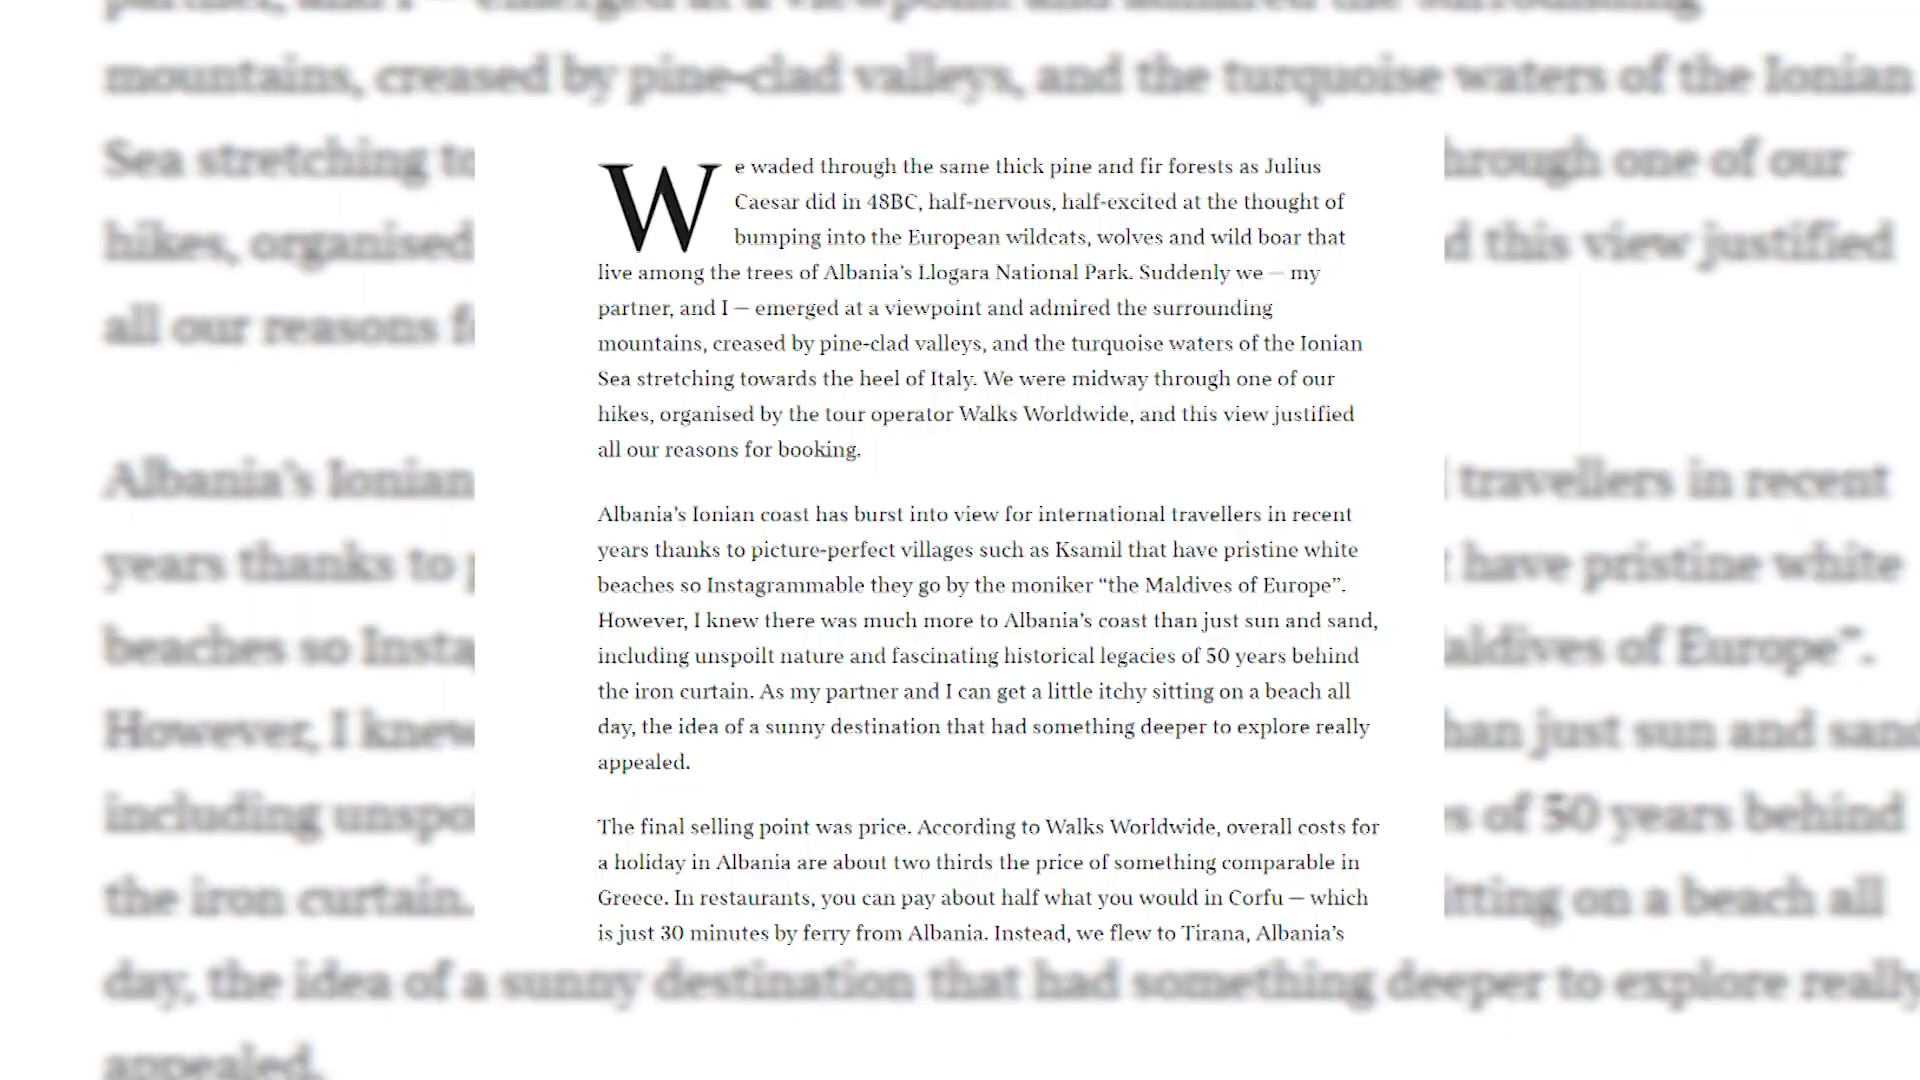 We waded through the same thick pine and fir forests as Julius
Caesar did in 48BC, half-nervous, half-excited at the thought of
bumping into the European wildcats, wolves and wild boar that
live among the trees of Albania’s Llogara National Park. Suddenly we — my
partner, and I — emerged at a viewpoint and admired the surrounding
mountains, creased by pine-clad valleys, and the turquoise waters of the Ionian
Sea stretching towards the heel of Italy. We were midway through one of our
hikes, organised by the tour operator Walks Worldwide, and this view justified
all our reasons for booking.
Albania’s Ionian coast has burst into view for international travellers in recent
years thanks to picture-perfect villages such as Ksamil that have pristine white
beaches so Instagrammable they go by the moniker “the Maldives of Europe”.
However, I knew there was much more to Albania’s coast than just sun and sand,
including unspoilt nature and fascinating historical legacies of 50 years behind
the iron curtain. As my partner and I can get a little itchy sitting on a beach all
day, the idea of a sunny destination that had something deeper to explore really
appealed.
The final selling point was price. According to Walks Worldwide, overall costs for
a holiday in Albania are about two thirds the price of something comparable in
Greece. In restaurants, you can pay about half what you would in Corfu — which
is just 30 minutes by ferry from Albania. Instead, we flew to Tirana, Albania’s